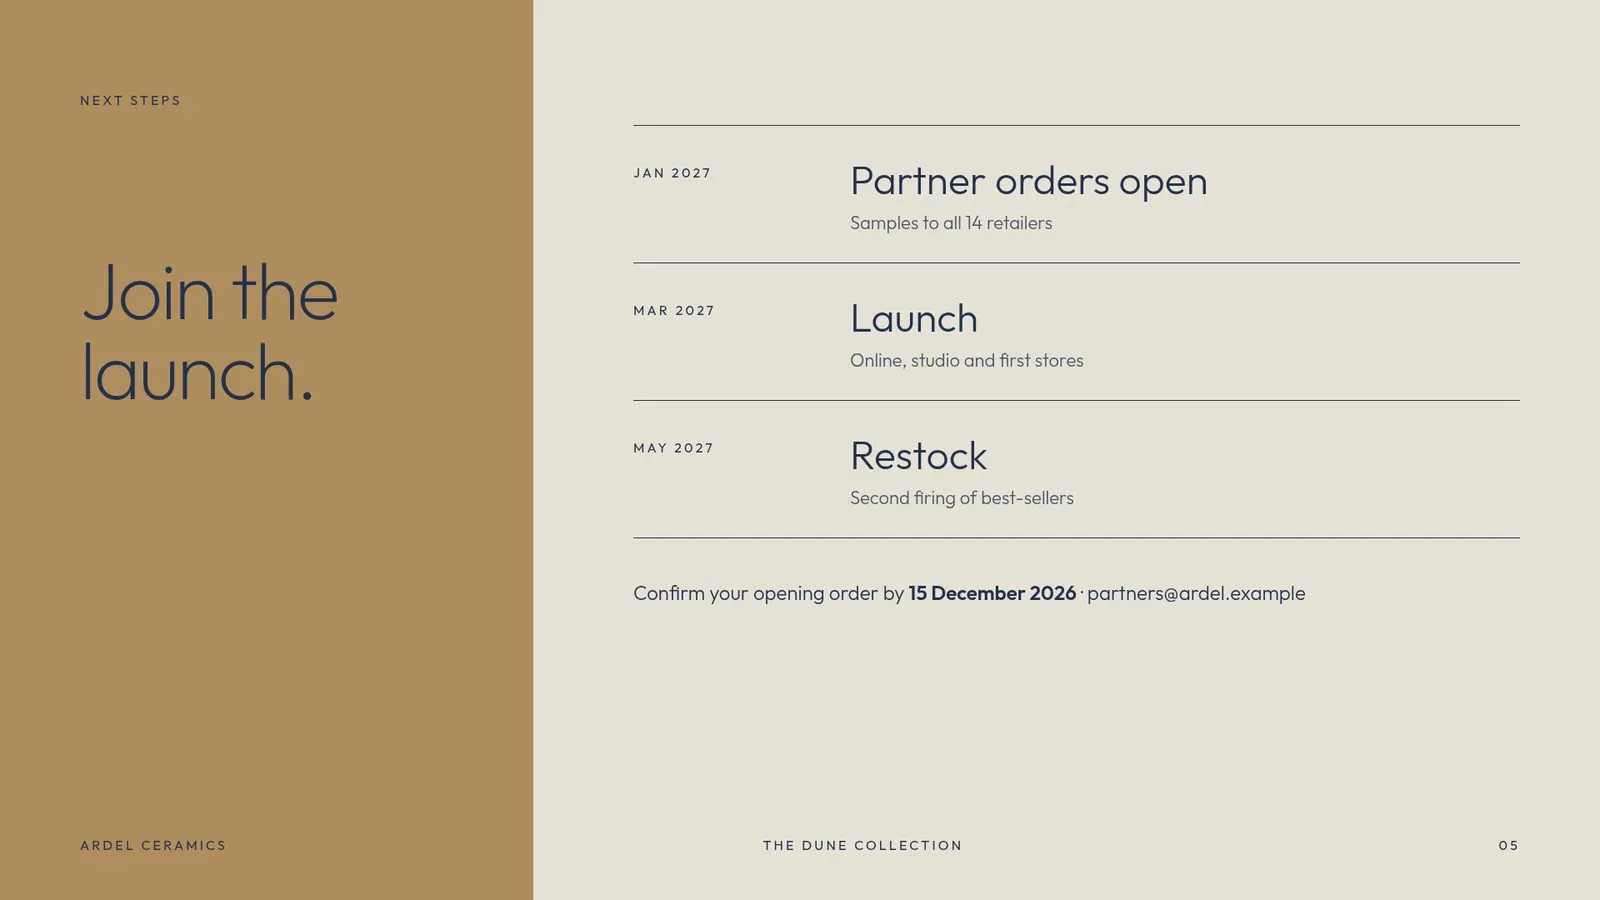 NEXT STEPS
Join the
launch.
JAN 2027
Partner orders open
Samples to all 14 retailers
MAR 2027
Launch
Online, studio and first stores
MAY 2027
Restock
Second firing of best-sellers
Confirm your opening order by 15 December 2026 · partners@ardel.example
ARDEL CERAMICS
THE DUNE COLLECTION
05